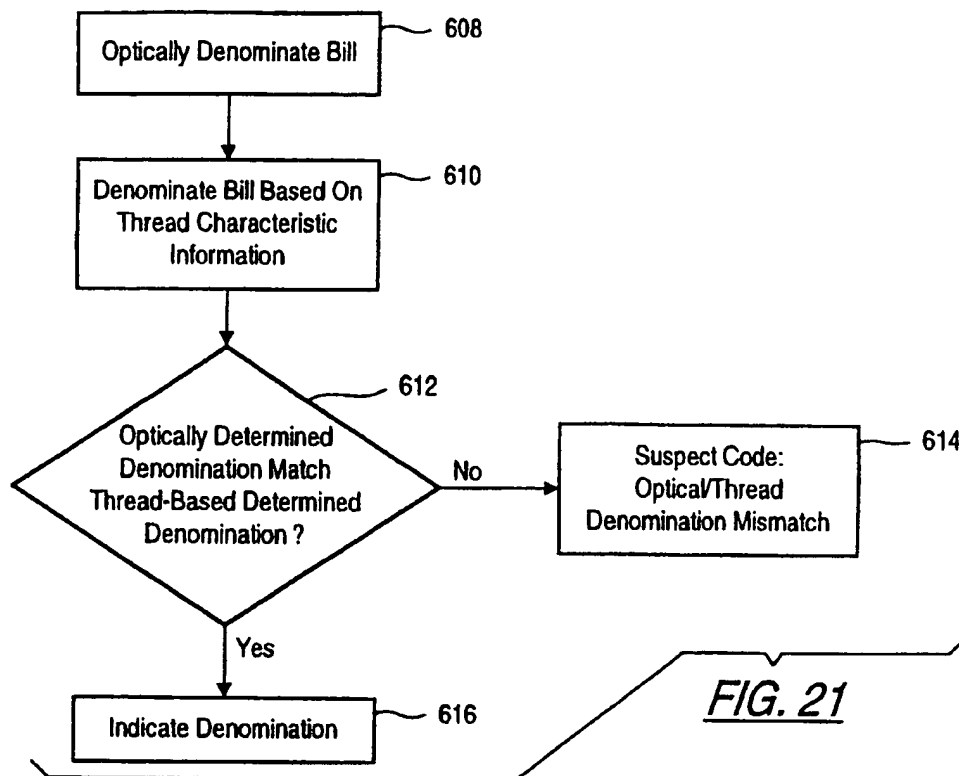 Optically Denominate Bill
608
Denominate Bill Based On
Thread Characteristic
Information
610
612
Optically Determined
Denomination Match
Thread-Based Determined
Denomination ?
No
Suspect Code:
Optical/Thread
Denomination Mismatch
614
Yes
Indicate Denomination
616
FIG. 21